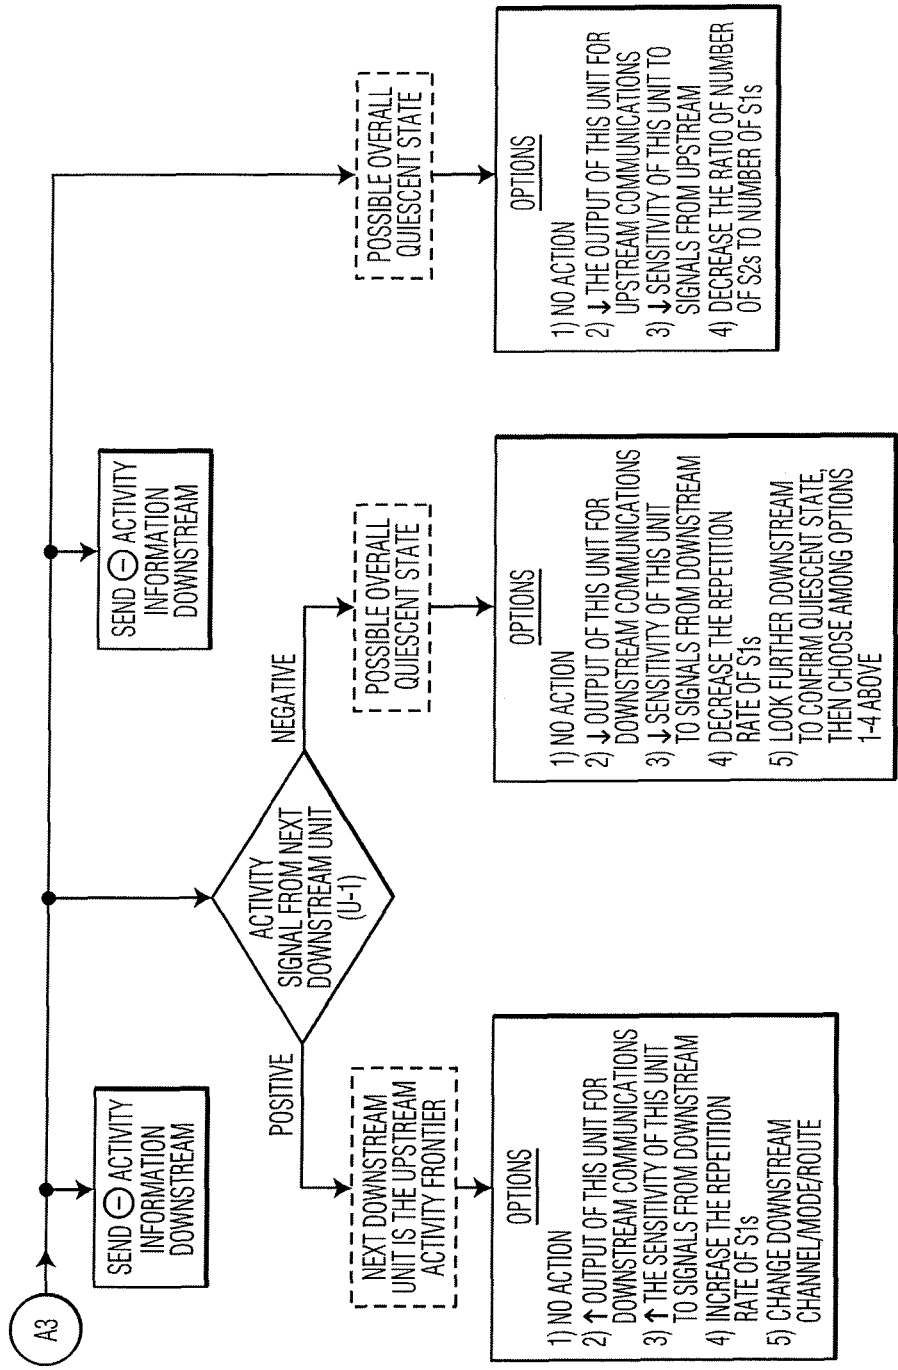 A3
SEND ⊖ ACTIVITY
INFORMATION
DOWNSTREAM
SEND ⊖ ACTIVITY
INFORMATION
DOWNSTREAM
ACTIVITY
SIGNAL FROM NEXT
DOWNSTREAM UNIT
(U-1)
POSITIVE
NEGATIVE
NEXT DOWNSTREAM
UNIT IS THE UPSTREAM
ACTIVITY FRONTIER
POSSIBLE OVERALL
QUIESCENT STATE
POSSIBLE OVERALL
QUIESCENT STATE
OPTIONS
1) NO ACTION
2) ↑ OUTPUT OF THIS UNIT FOR
DOWNSTREAM COMMUNICATIONS
3) ↑ THE SENSITIVITY OF THIS UNIT
TO SIGNALS FROM DOWNSTREAM
4) INCREASE THE REPETITION
RATE OF S1s
5) CHANGE DOWNSTREAM
CHANNEL/MODE/ROUTE
OPTIONS
1) NO ACTION
2) ↓ OUTPUT OF THIS UNIT FOR
DOWNSTREAM COMMUNICATIONS
3) ↓ SENSITIVITY OF THIS UNIT
TO SIGNALS FROM DOWNSTREAM
4) DECREASE THE REPETITION
RATE OF S1s
5) LOOK FURTHER DOWNSTREAM
TO CONFIRM QUIESCENT STATE,
THEN CHOOSE AMONG OPTIONS
1-4 ABOVE
OPTIONS
1) NO ACTION
2) ↓ THE OUTPUT OF THIS UNIT FOR
UPSTREAM COMMUNICATIONS
3) ↓ SENSITIVITY OF THIS UNIT TO
SIGNALS FROM UPSTREAM
4) DECREASE THE RATIO OF NUMBER
OF S2s TO NUMBER OF S1s